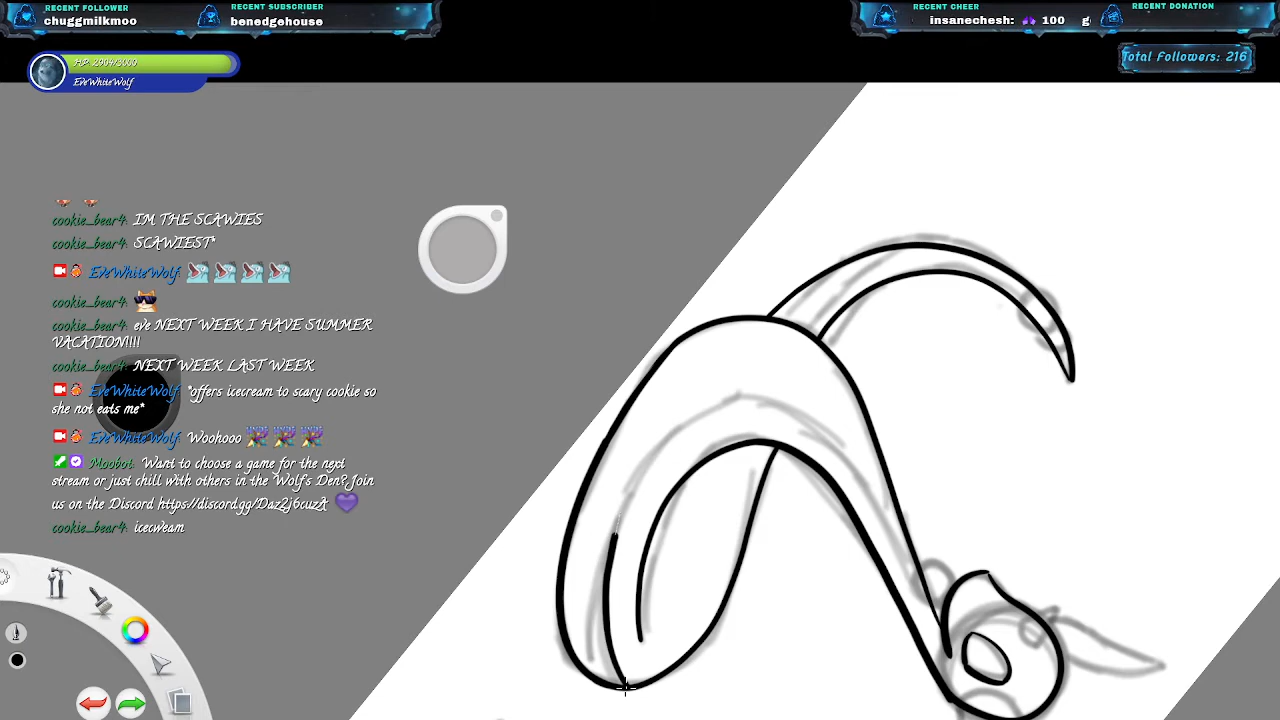 RECENT FOLLOWER
chuggmilkmoo
RECENT SUBSCRIBER
benedgehouse
RECENT CHEER
insanechesh: 100 g
RECENT DONATION
HP: 2904/3000
EveWhiteWolf
Total Followers: 216
cookie_bear4: IM THE SCAWIES
cookie_bear4: SCAWIEST*
EveWhiteWolf:
cookie_bear4:
cookie_bear4: eve NEXT WEEK I HAVE SUMMER
VACATION!!!!
cookie_bear4: NEXT WEEK LAST WEEK
EveWhiteWolf: *offers icecream to scary cookie so
she not eats me*
EveWhiteWolf: Woohooo
Moobot: Want to choose a game for the next
stream or just chill with others in the Wolf's Den? Join
us on the Discord
cookie_bear4: icecweam